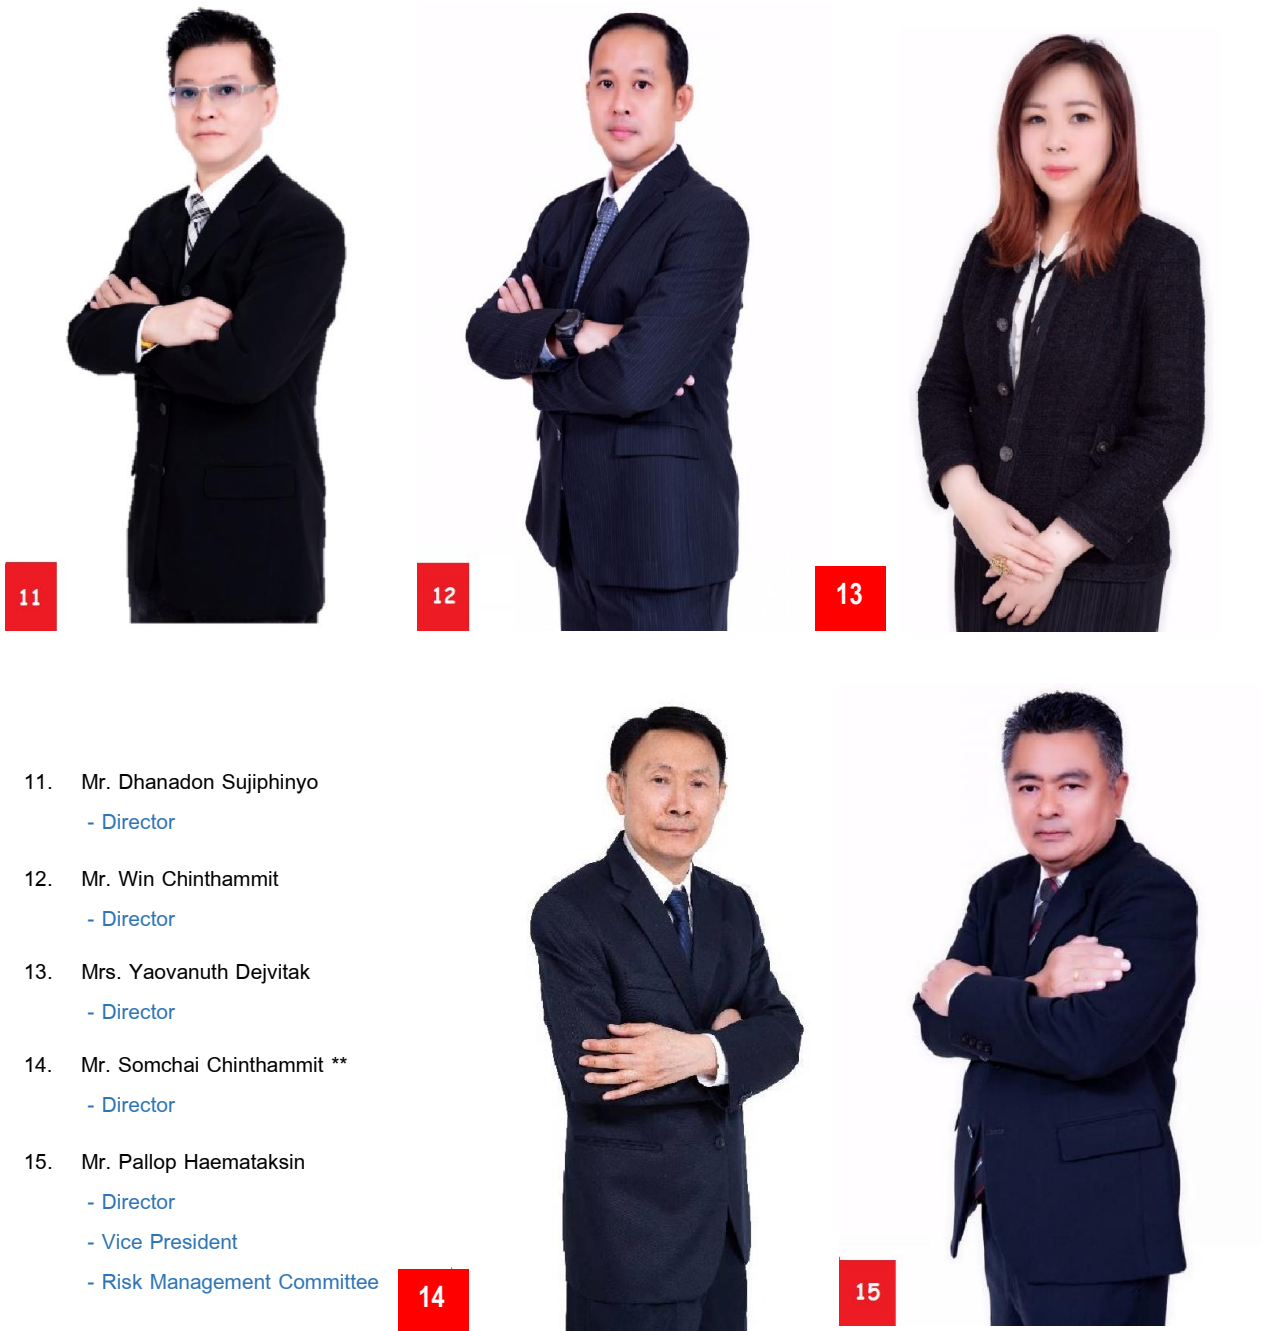 11
12
13
11. Mr. Dhanadon Sujiphinyo
- Director
12. Mr. Win Chinthammit
- Director
13. Mrs. Yaovanuth Dejvitak
- Director
14. Mr. Somchai Chinthammit **
- Director
15. Mr. Pallop Haemataksin
- Director
- Vice President
- Risk Management Committee
14
15